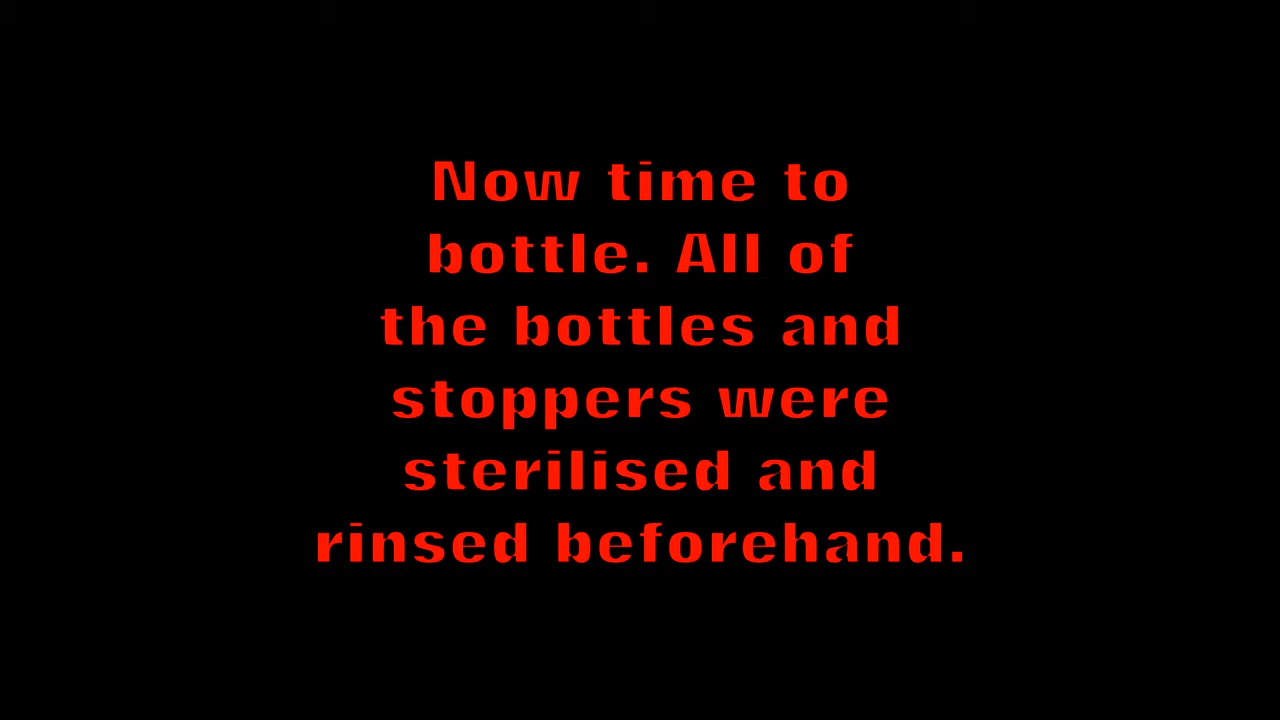 Now time to
bottle. All of
the bottles and
stoppers were
sterilised and
rinsed beforehand.